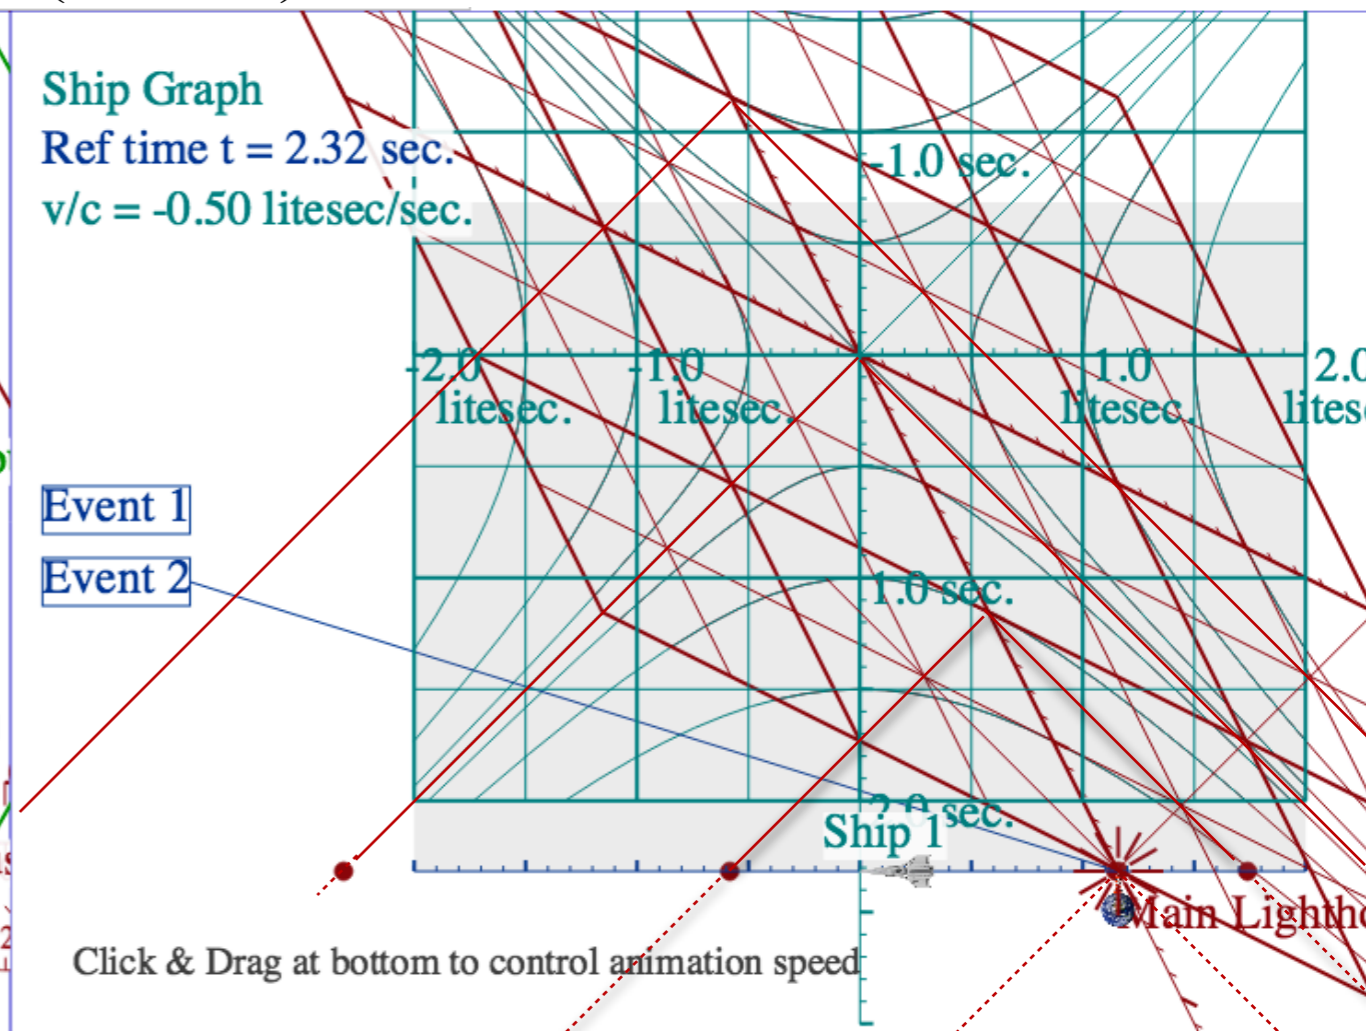 Ship Graph
Ref time t = 2.32 sec.
v/c = -0.50 litesec/sec.
-1.0 sec.
-2.0
litesec.
-1.0
litesec.
1.0
litesec.
2.0
lites
Event 1
Event 2
1.0 sec.
2.0 sec.
Ship 1
Main Lighth
Click & Drag at bottom to control animation speed